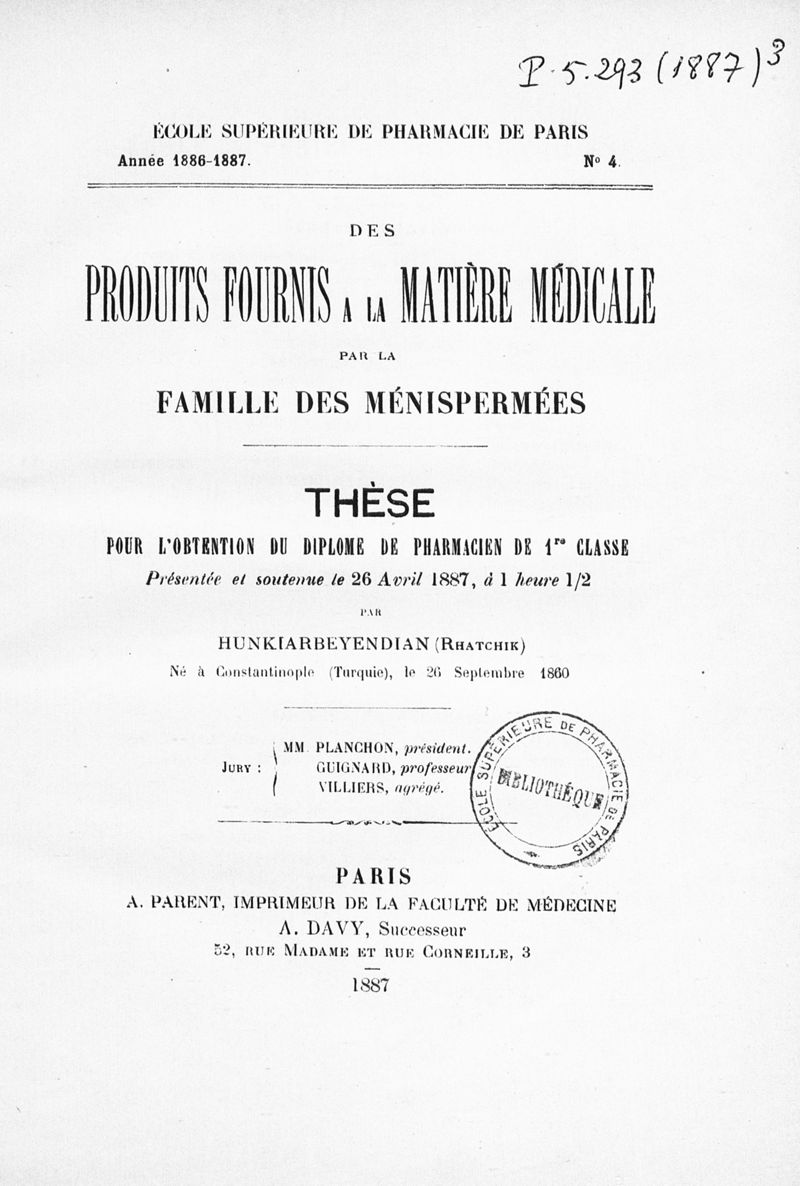 P. 5.293 (1887) 3
ÉCOLE SUPÉRIEURE DE PHARMACIE DE PARIS
Année 1886-1887. No 4.
DES
PRODUITS FOURNIS A LA MATIÈRE MÉDICALE
PAR LA
FAMILLE DES MÉNISPERMÉES
THÈSE
POUR L'OBTENTION DU DIPLOME DE PHARMACIEN DE 1re CLASSE
Présentée et soutenue le 26 Avril 1887, à 1 heure 1/2
PAR
HUNKIARBEYENDIAN (RHATCHIK)
Né à Constantinople (Turquie), le 26 Septembre 1860
MM. PLANCHON, président.
JURY : GUIGNARD, professeur
VILLIERS, agrégé.
ÉCOLE SUPÉRIEURE DE PHARMACIE DE PARIS
BIBLIOTHÉQUE
PARIS
A. PARENT, IMPRIMEUR DE LA FACULTÉ DE MÉDECINE
A. DAVY, Successeur
52, RUE MADAME ET RUE CORNEILLE, 3
1887